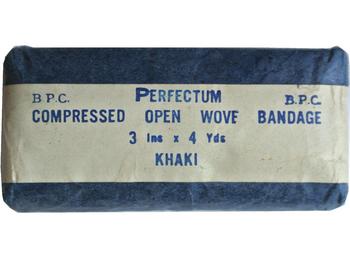 B.P.C. PERFECTUM B.P.C.
COMPRESSED OPEN WOVE BANDAGE
3 Ins x 4 Yds
KHAKI